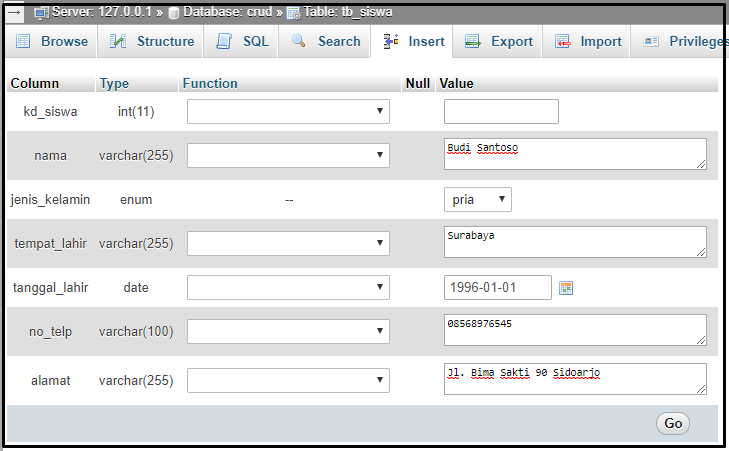 Server: 127.0.0.1 » Database: crud » Table: tb_siswa
Browse Structure SQL Search Insert Export Import Privileges
Column Type Function Null Value
kd_siswa int(11)
nama varchar(255) Budi Santoso
jenis_kelamin enum -- pria
tempat_lahir varchar(255) Surabaya
tanggal_lahir date 1996-01-01
no_telp varchar(100) 08568976545
alamat varchar(255) Jl. Bima Sakti 90 Sidoarjo
Go